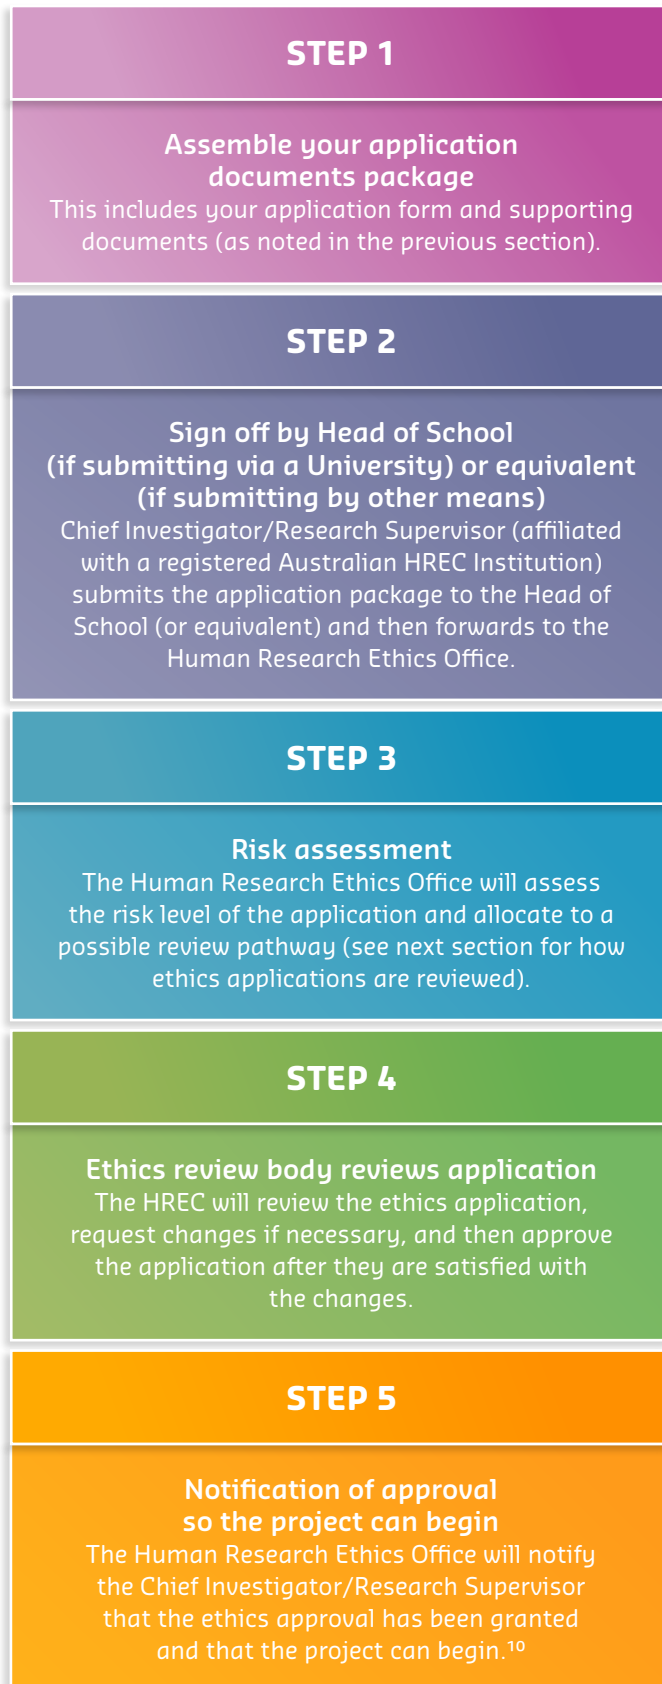 STEP 1
Assemble your application
documents package
This includes your application form and supporting
documents (as noted in the previous section).
STEP 2
Sign off by Head of School
(if submitting via a University) or equivalent
(if submitting by other means)
Chief Investigator/Research Supervisor (affiliated
with a registered Australian HREC Institution)
submits the application package to the Head of
School (or equivalent) and then forwards to the
Human Research Ethics Office.
STEP 3
Risk assessment
The Human Research Ethics Office will assess
the risk level of the application and allocate to a
possible review pathway (see next section for how
ethics applications are reviewed).
STEP 4
Ethics review body reviews application
The HREC will review the ethics application,
request changes if necessary, and then approve
the application after they are satisfied with
the changes.
STEP 5
Notification of approval
so the project can begin
The Human Research Ethics Office will notify
the Chief Investigator/Research Supervisor
that the ethics approval has been granted
and that the project can begin.¹⁰